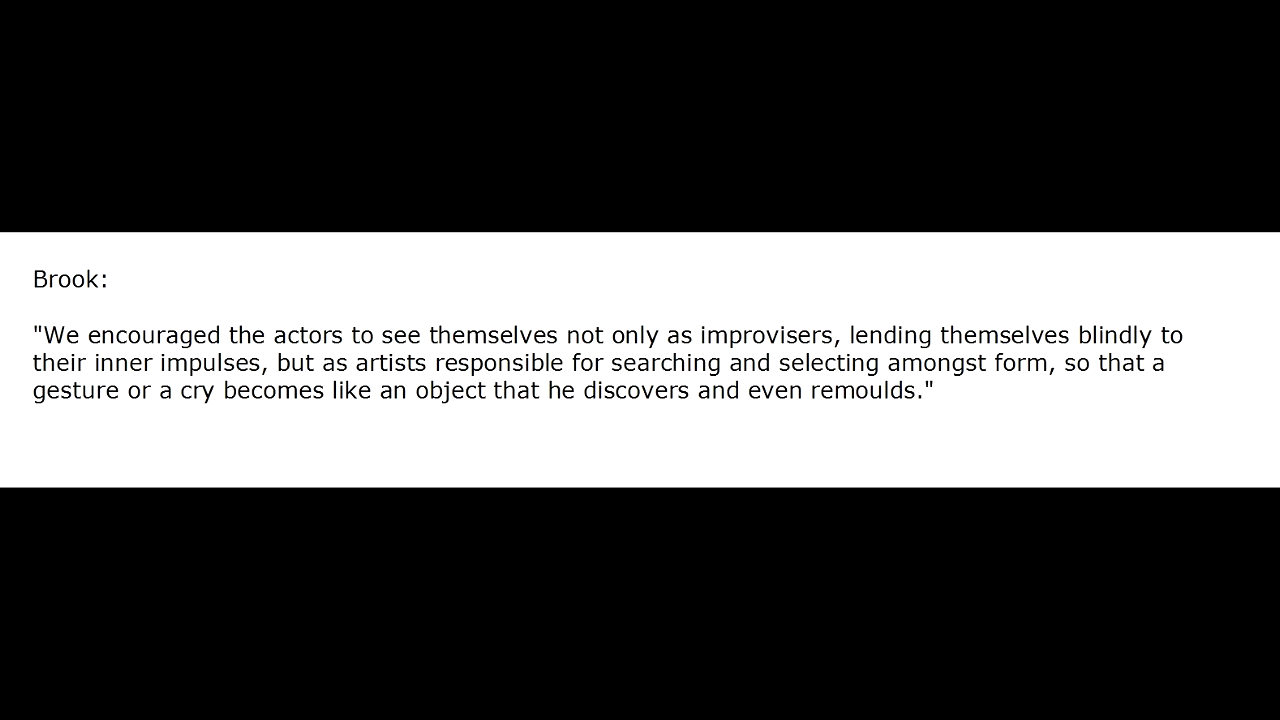 Brook:
"We encouraged the actors to see themselves not only as improvisers, lending themselves blindly to
their inner impulses, but as artists responsible for searching and selecting amongst form, so that a
gesture or a cry becomes like an object that he discovers and even remoulds."